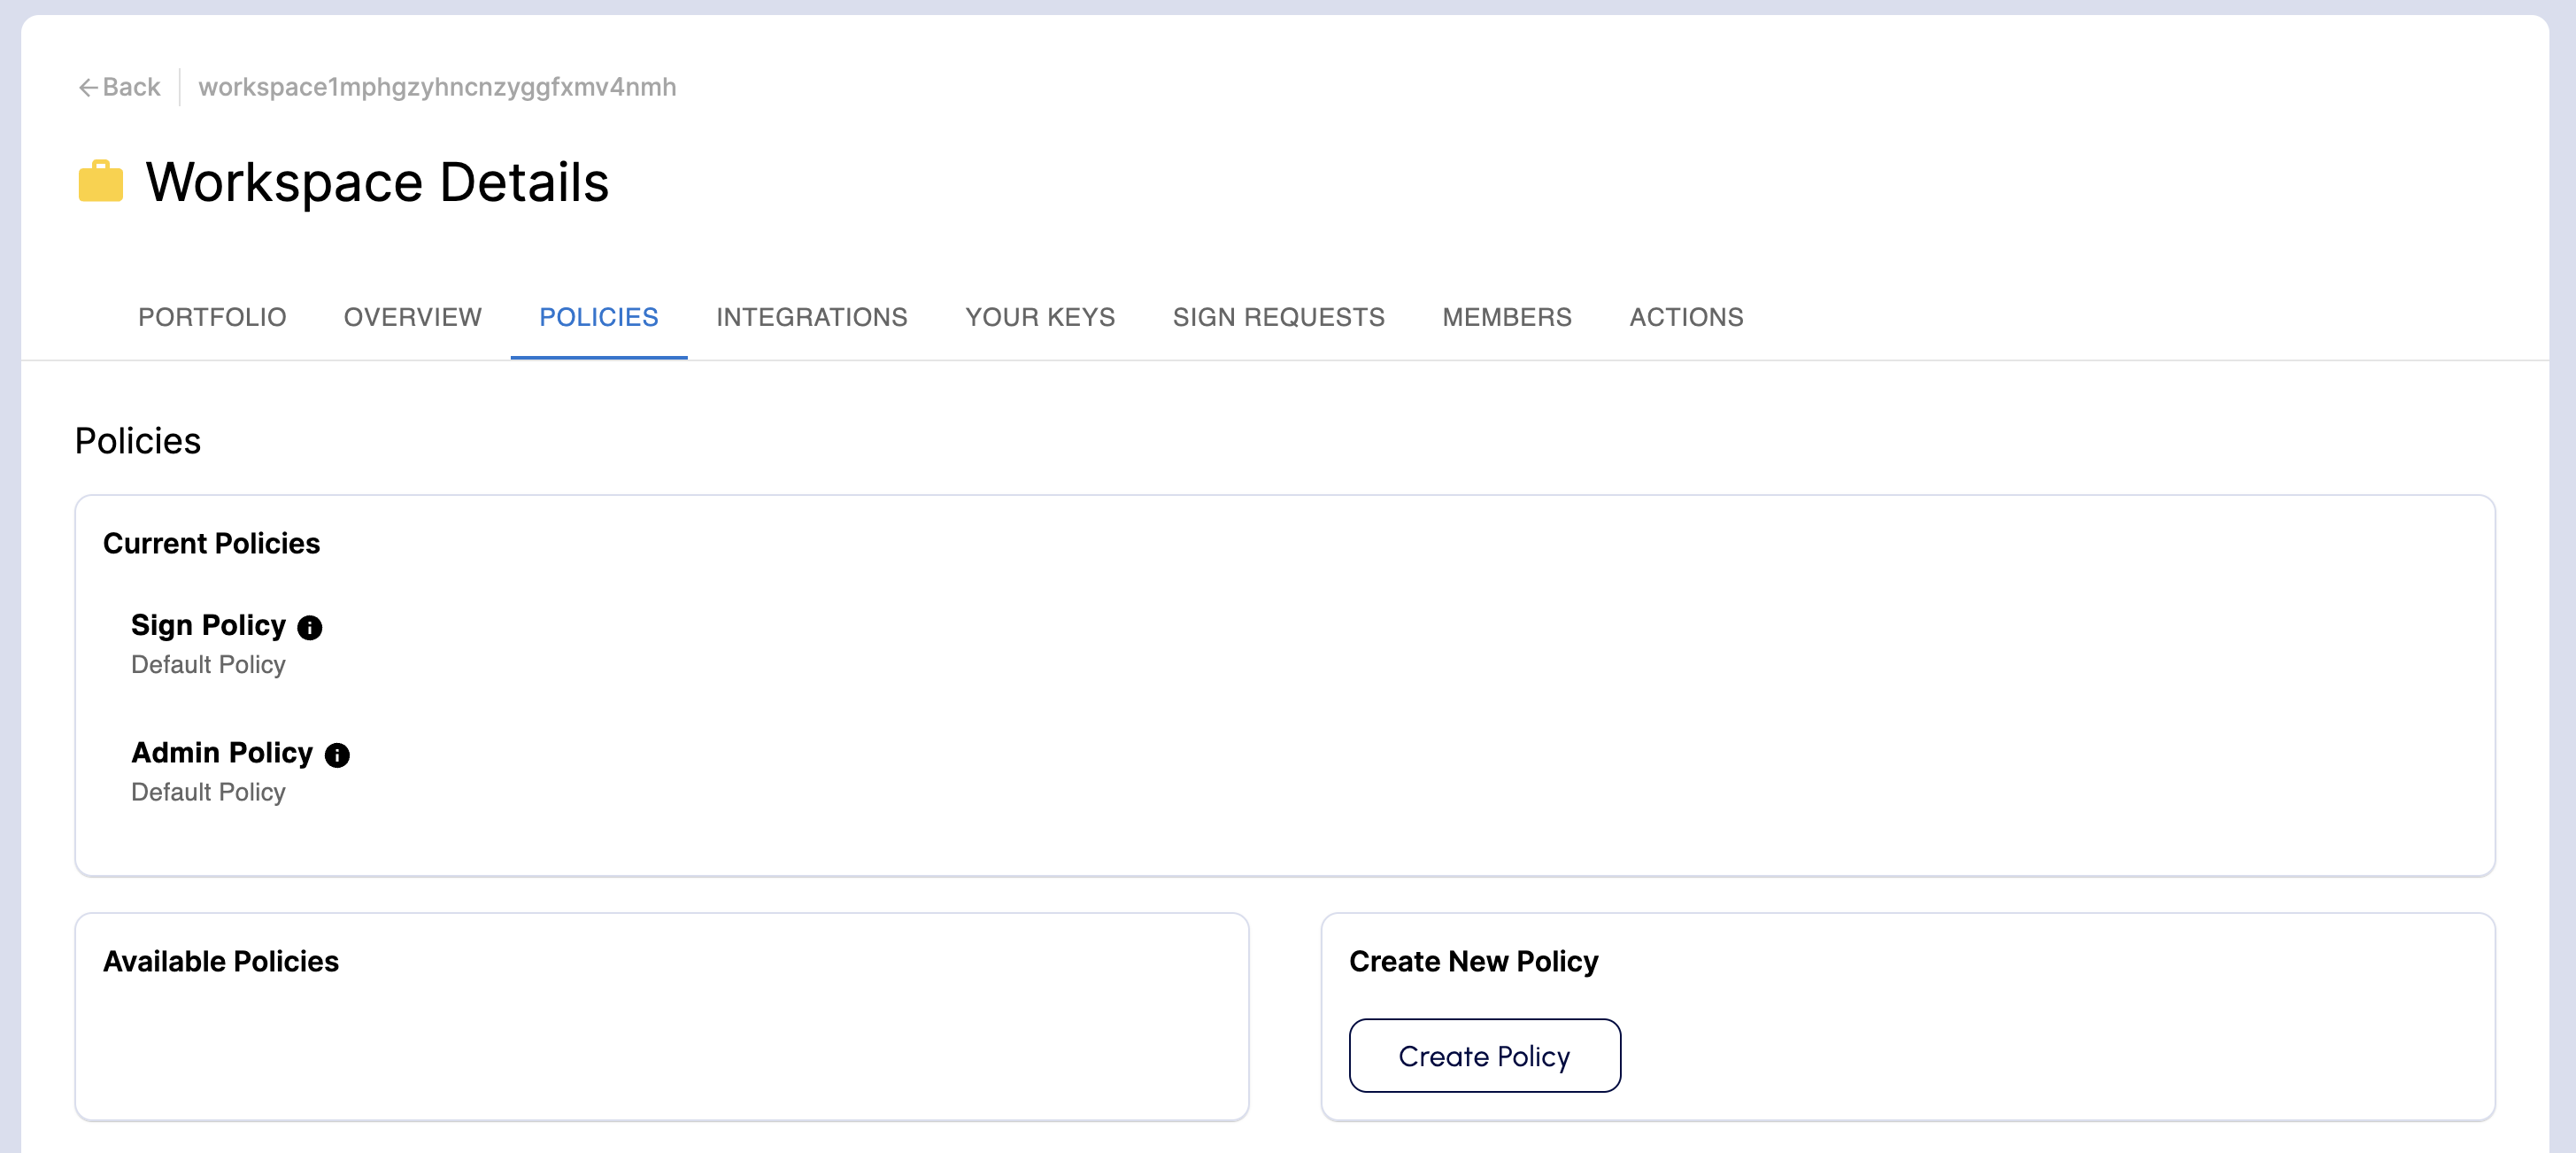 Back
workspace1mphgzyhncnzyggfxmv4nmh
Workspace Details
PORTFOLIO OVERVIEW POLICIES INTEGRATIONS YOUR KEYS SIGN REQUESTS MEMBERS ACTIONS
Policies
Current Policies
Sign Policy
Default Policy
Admin Policy
Default Policy
Available Policies
Create New Policy
Create Policy